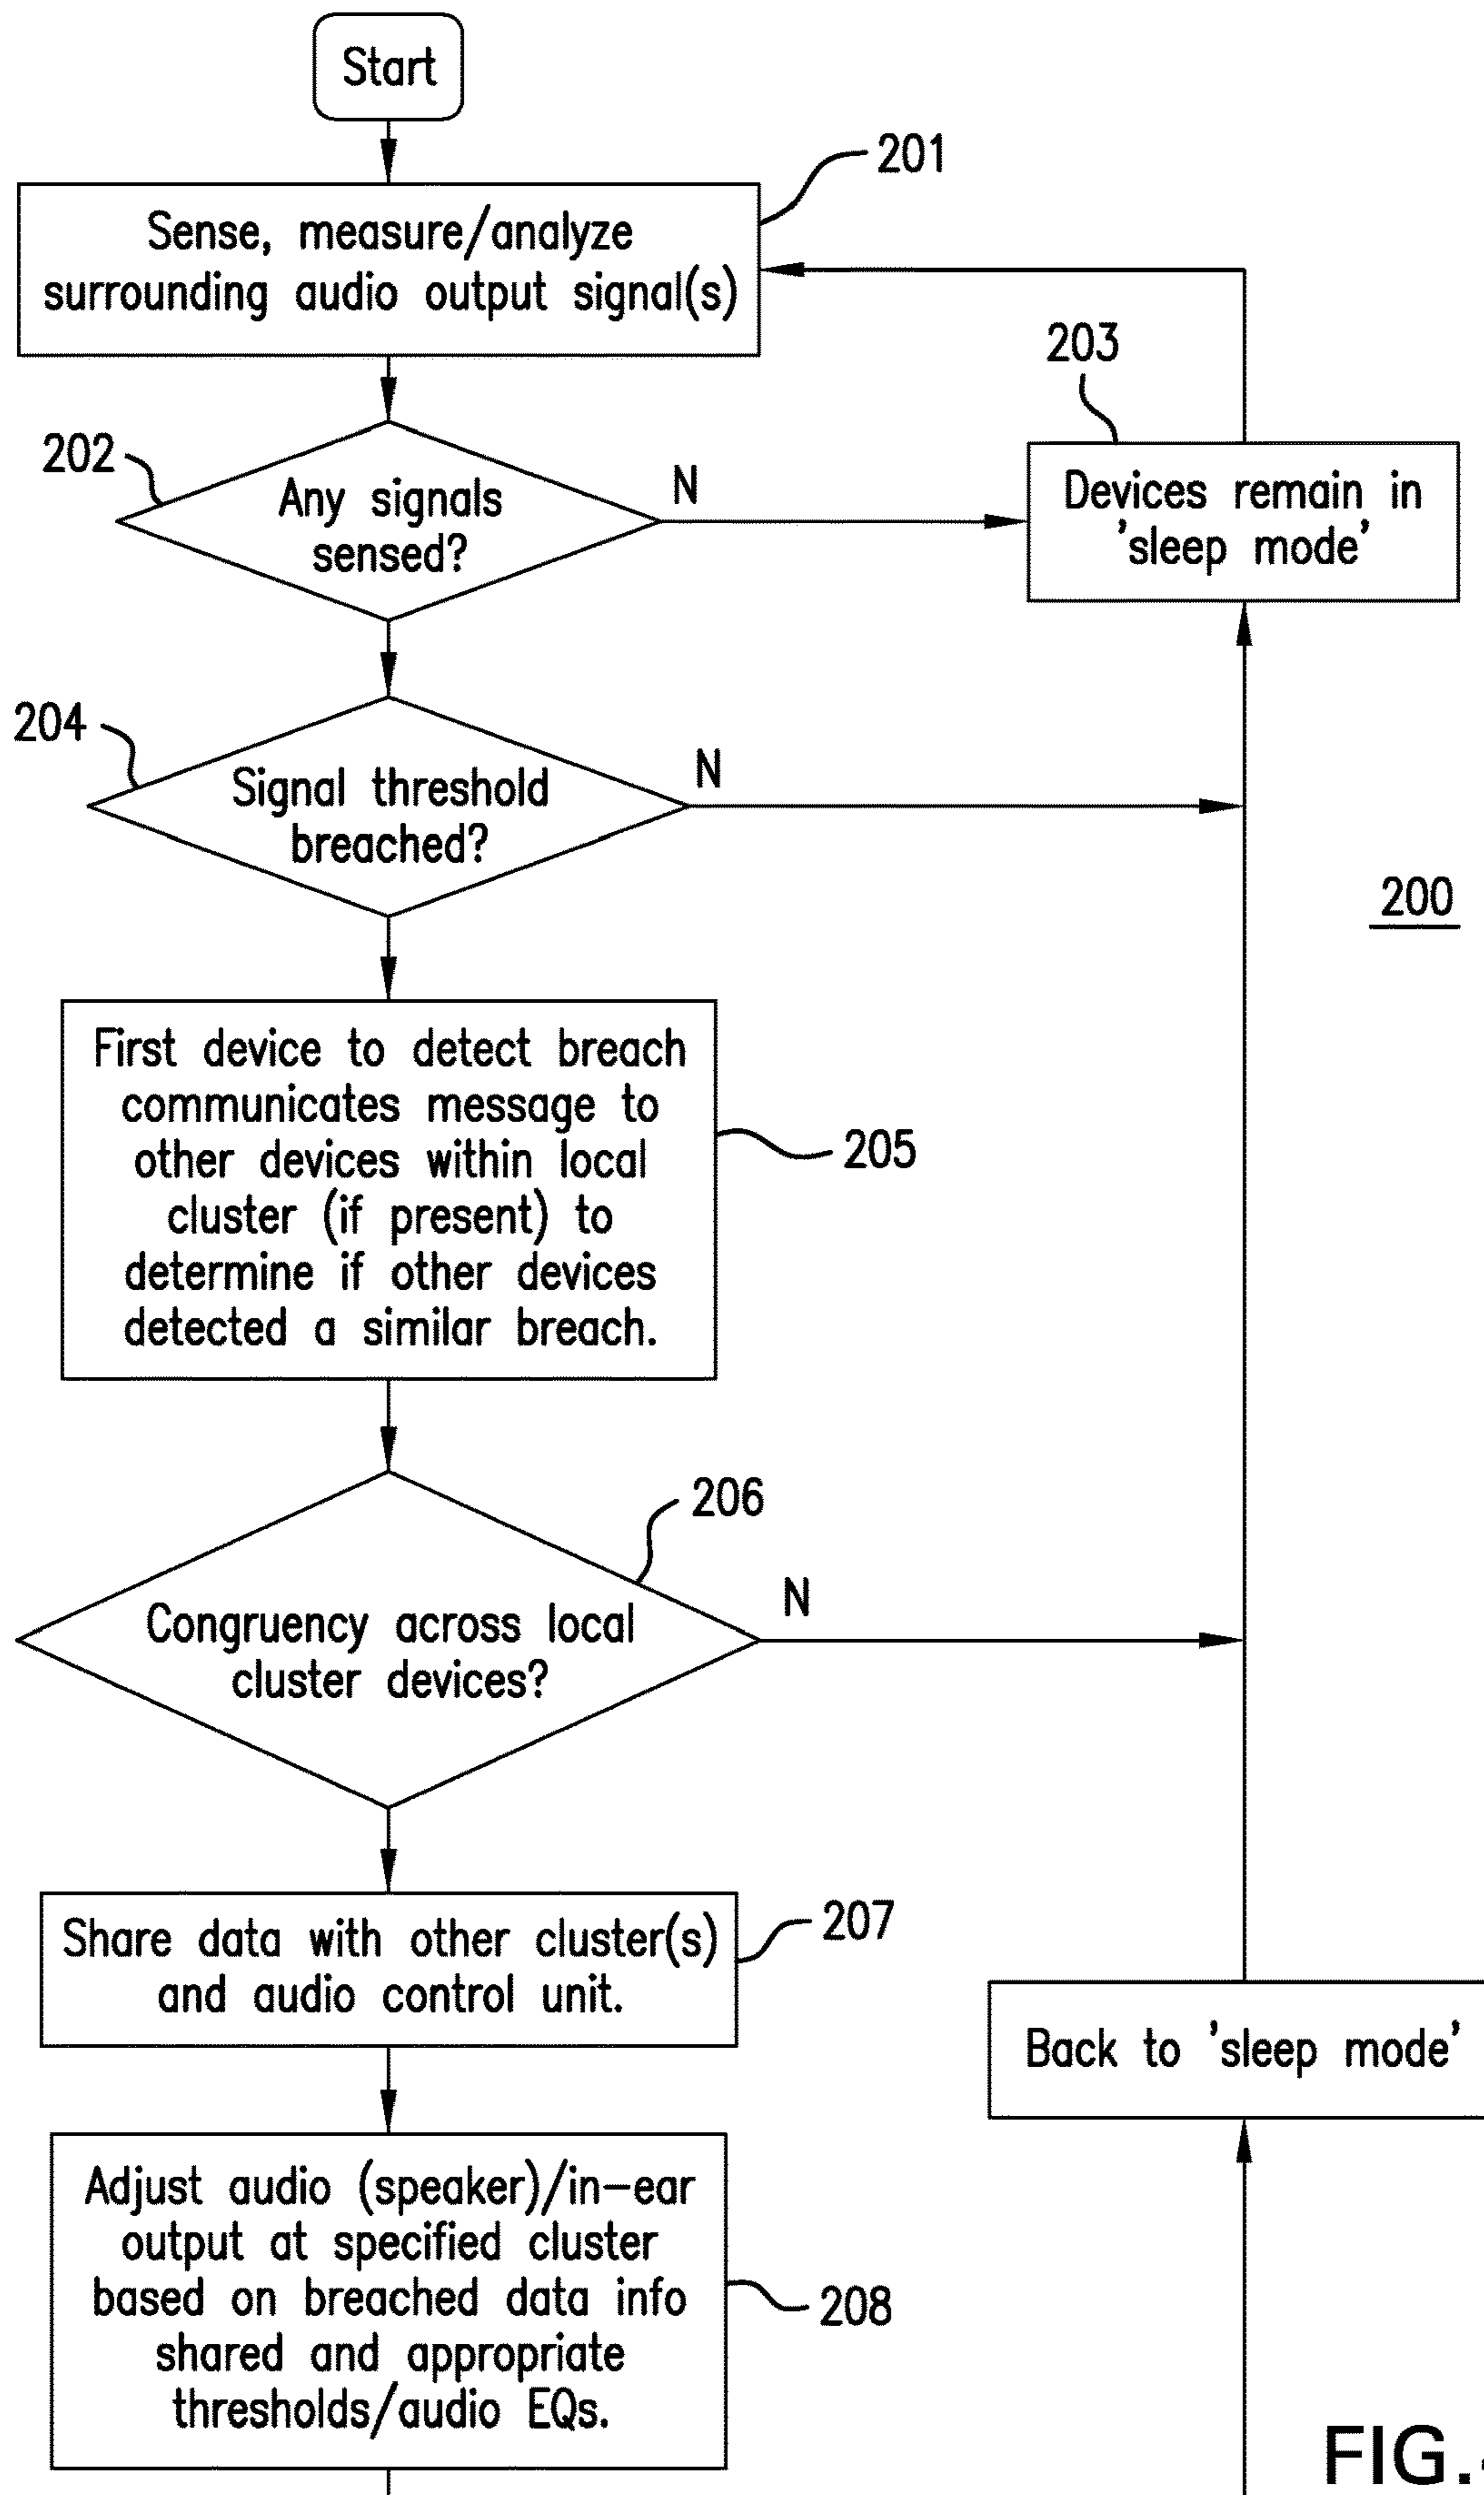 Start
201
Sense, measure/analyze
surrounding audio output signal(s)
203
202
Any signals
sensed?
N
Devices remain in
'sleep mode'
204
Signal threshold
breached?
N
200
First device to detect breach
communicates message to
other devices within local
cluster (if present) to
determine if other devices
detected a similar breach.
205
206
Congruency across local
cluster devices?
N
Share data with other cluster(s)
and audio control unit.
207
Back to 'sleep mode'
Adjust audio (speaker)/in-ear
output at specified cluster
based on breached data info
shared and appropriate
thresholds/audio EQs.
208
FIG.